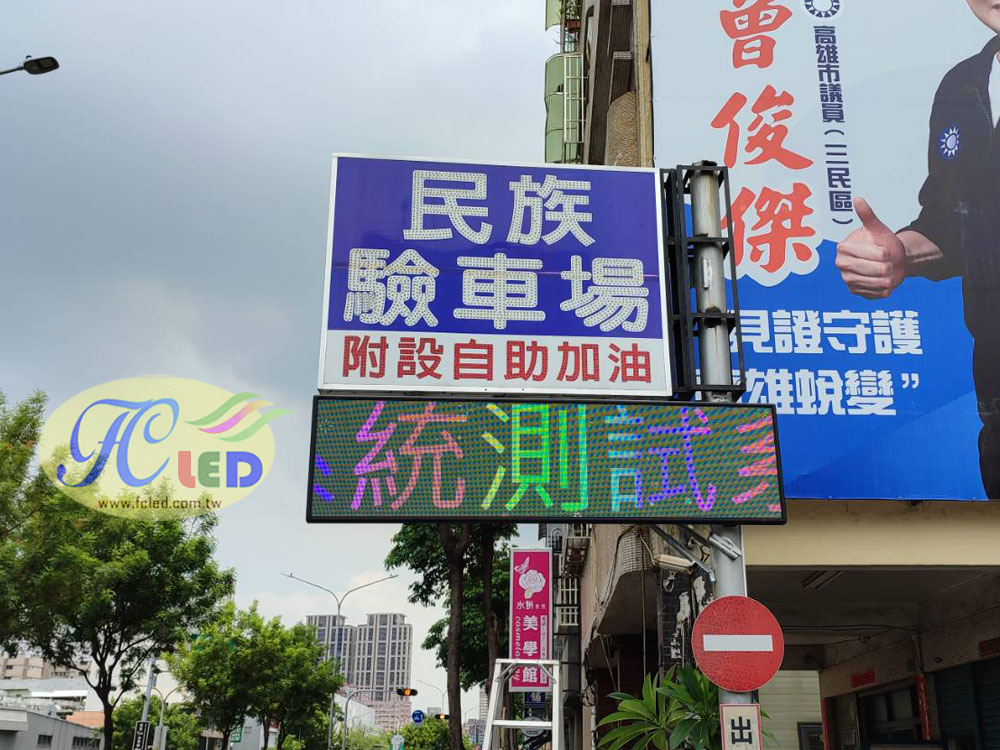 曾俊傑
高雄市議員(三民區)
見證守護
雄蛻變”
民族
驗車場
附設自助加油
統測試
FC LED
www.fcled.com.tw
美學館
出